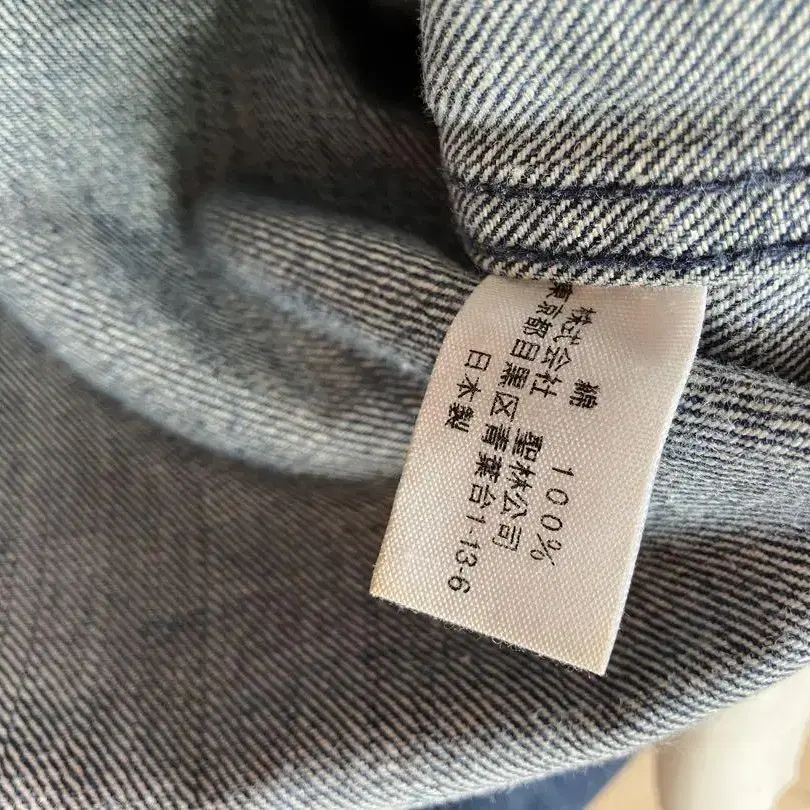 綿 100%
株式会社 聖林公司
東京都目黒区青葉台1-13-6
日本製